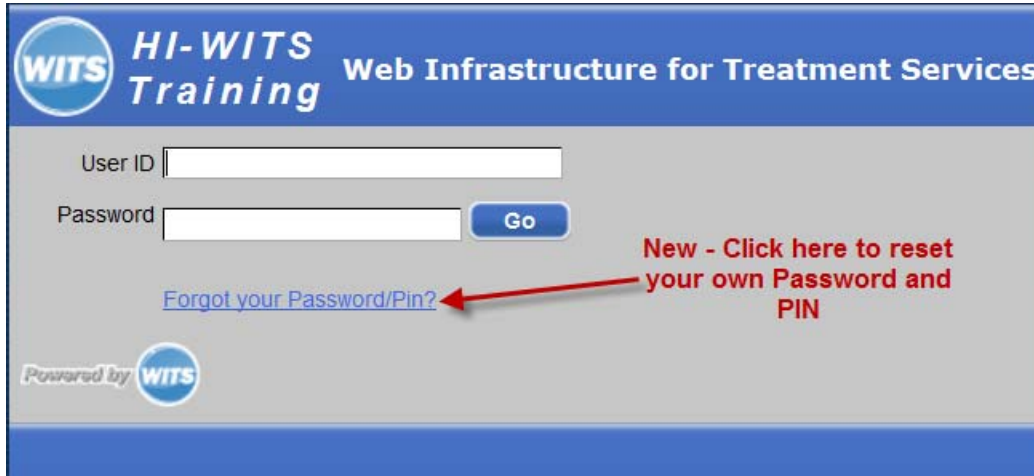 WITS
HI-WITS
Training
Web Infrastructure for Treatment Services
User ID
Password
Go
Forgot your Password/Pin?
New - Click here to reset
your own Password and
PIN
Powered by WITS